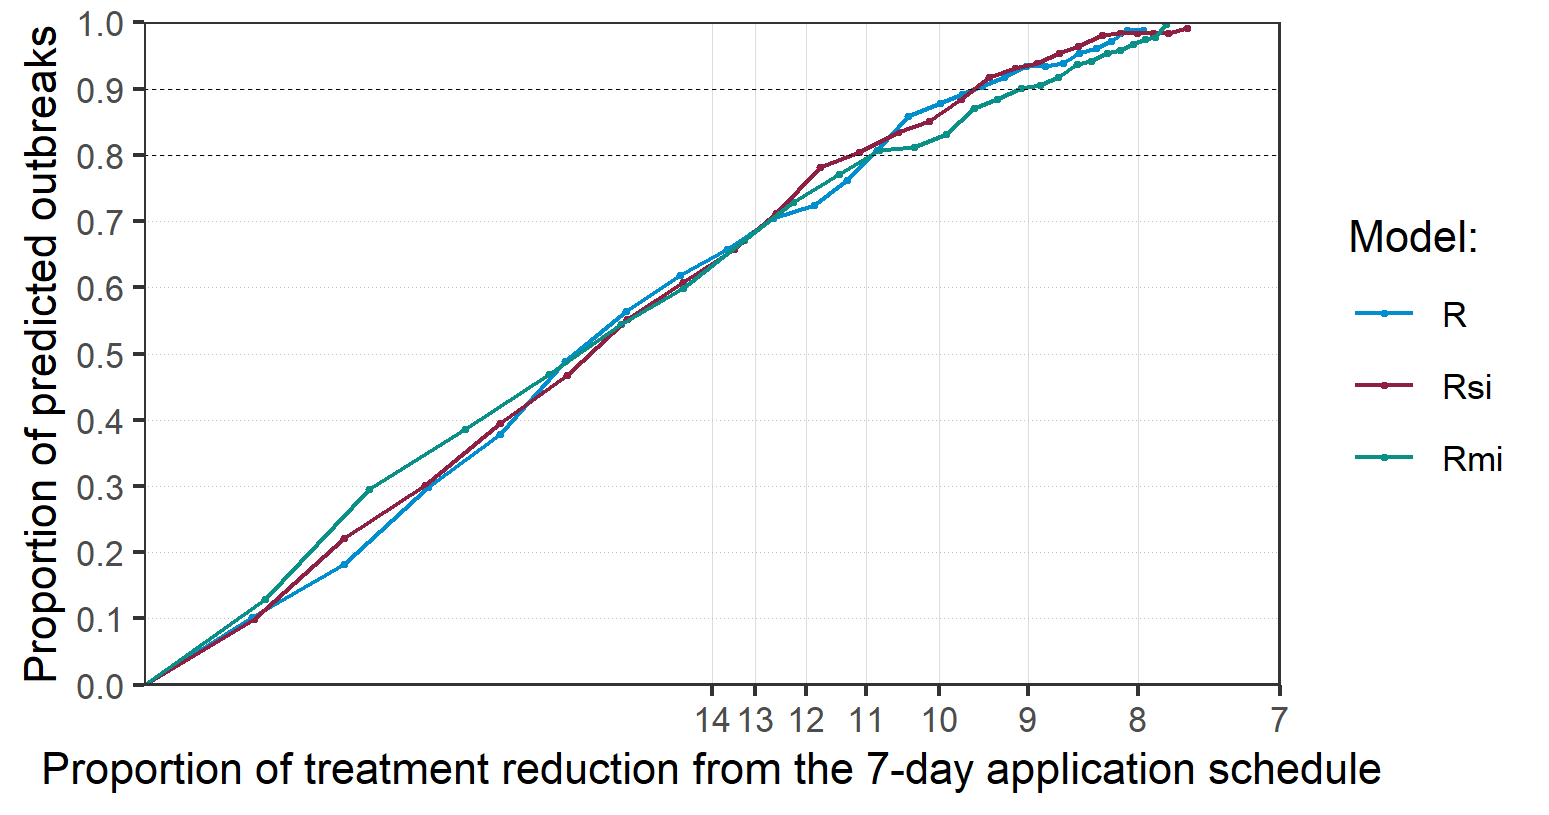 Proportion of predicted outbreaks
1.0
0.9
0.8
0.7
0.6
0.5
0.4
0.3
0.2
0.1
0.0
14 13 12 11 10 9 8 7
Proportion of treatment reduction from the 7-day application schedule
Model:
R
Rsi
Rmi